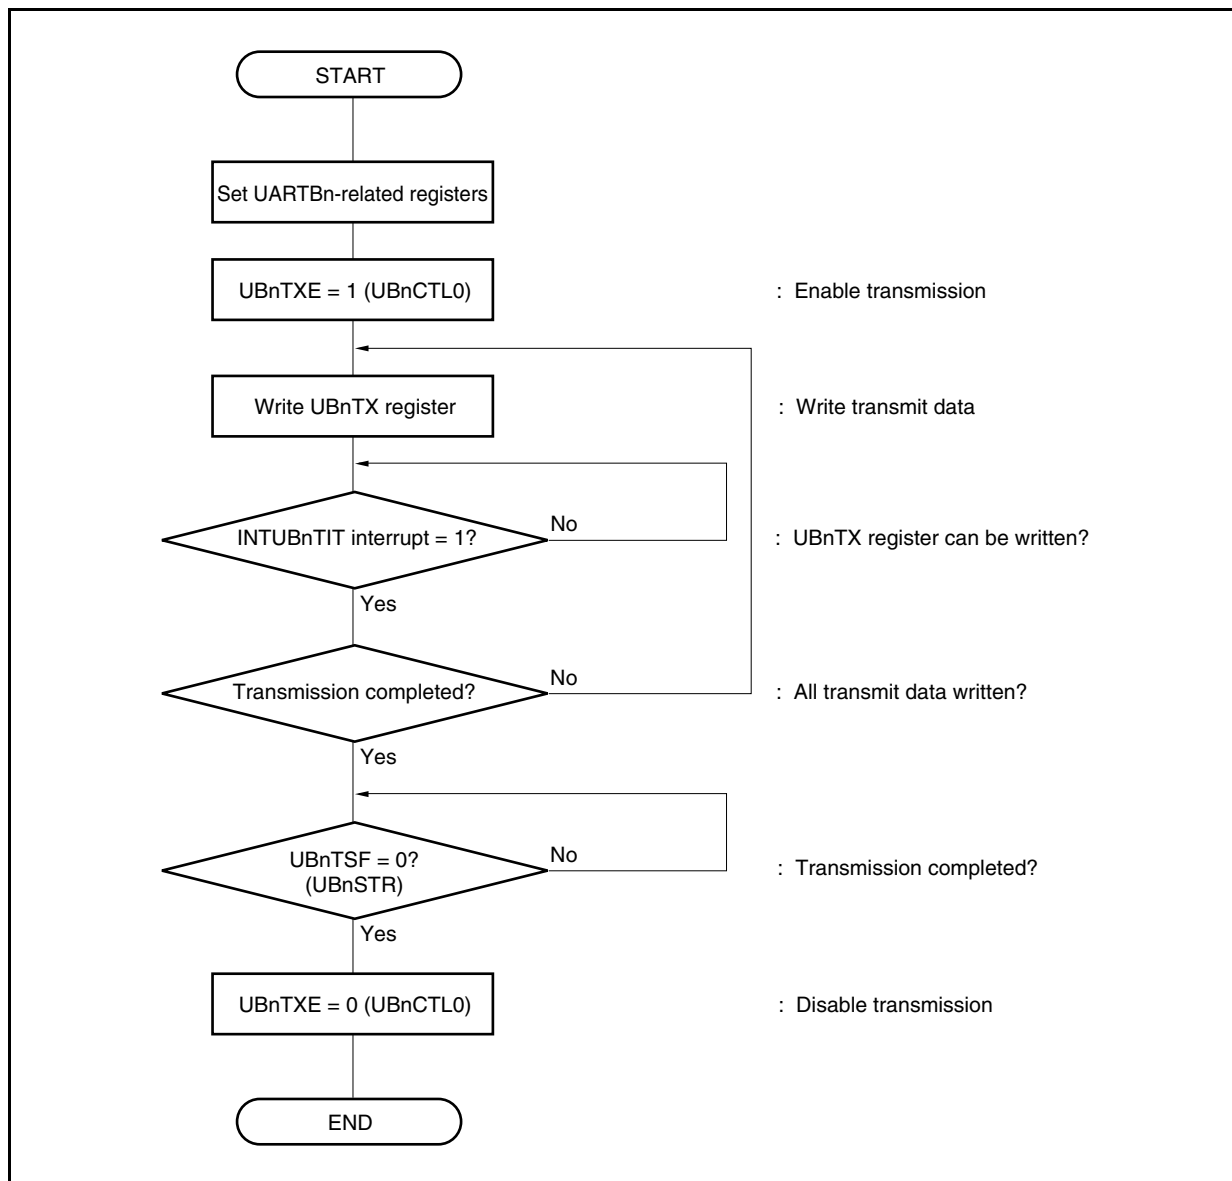 START
Set UARTBn-related registers
UBnTXE = 1 (UBnCTL0)
: Enable transmission
Write UBnTX register
: Write transmit data
INTUBnTIT interrupt = 1?
No
: UBnTX register can be written?
Yes
Transmission completed?
No
: All transmit data written?
Yes
UBnTSF = 0?
(UBnSTR)
No
: Transmission completed?
Yes
UBnTXE = 0 (UBnCTL0)
: Disable transmission
END